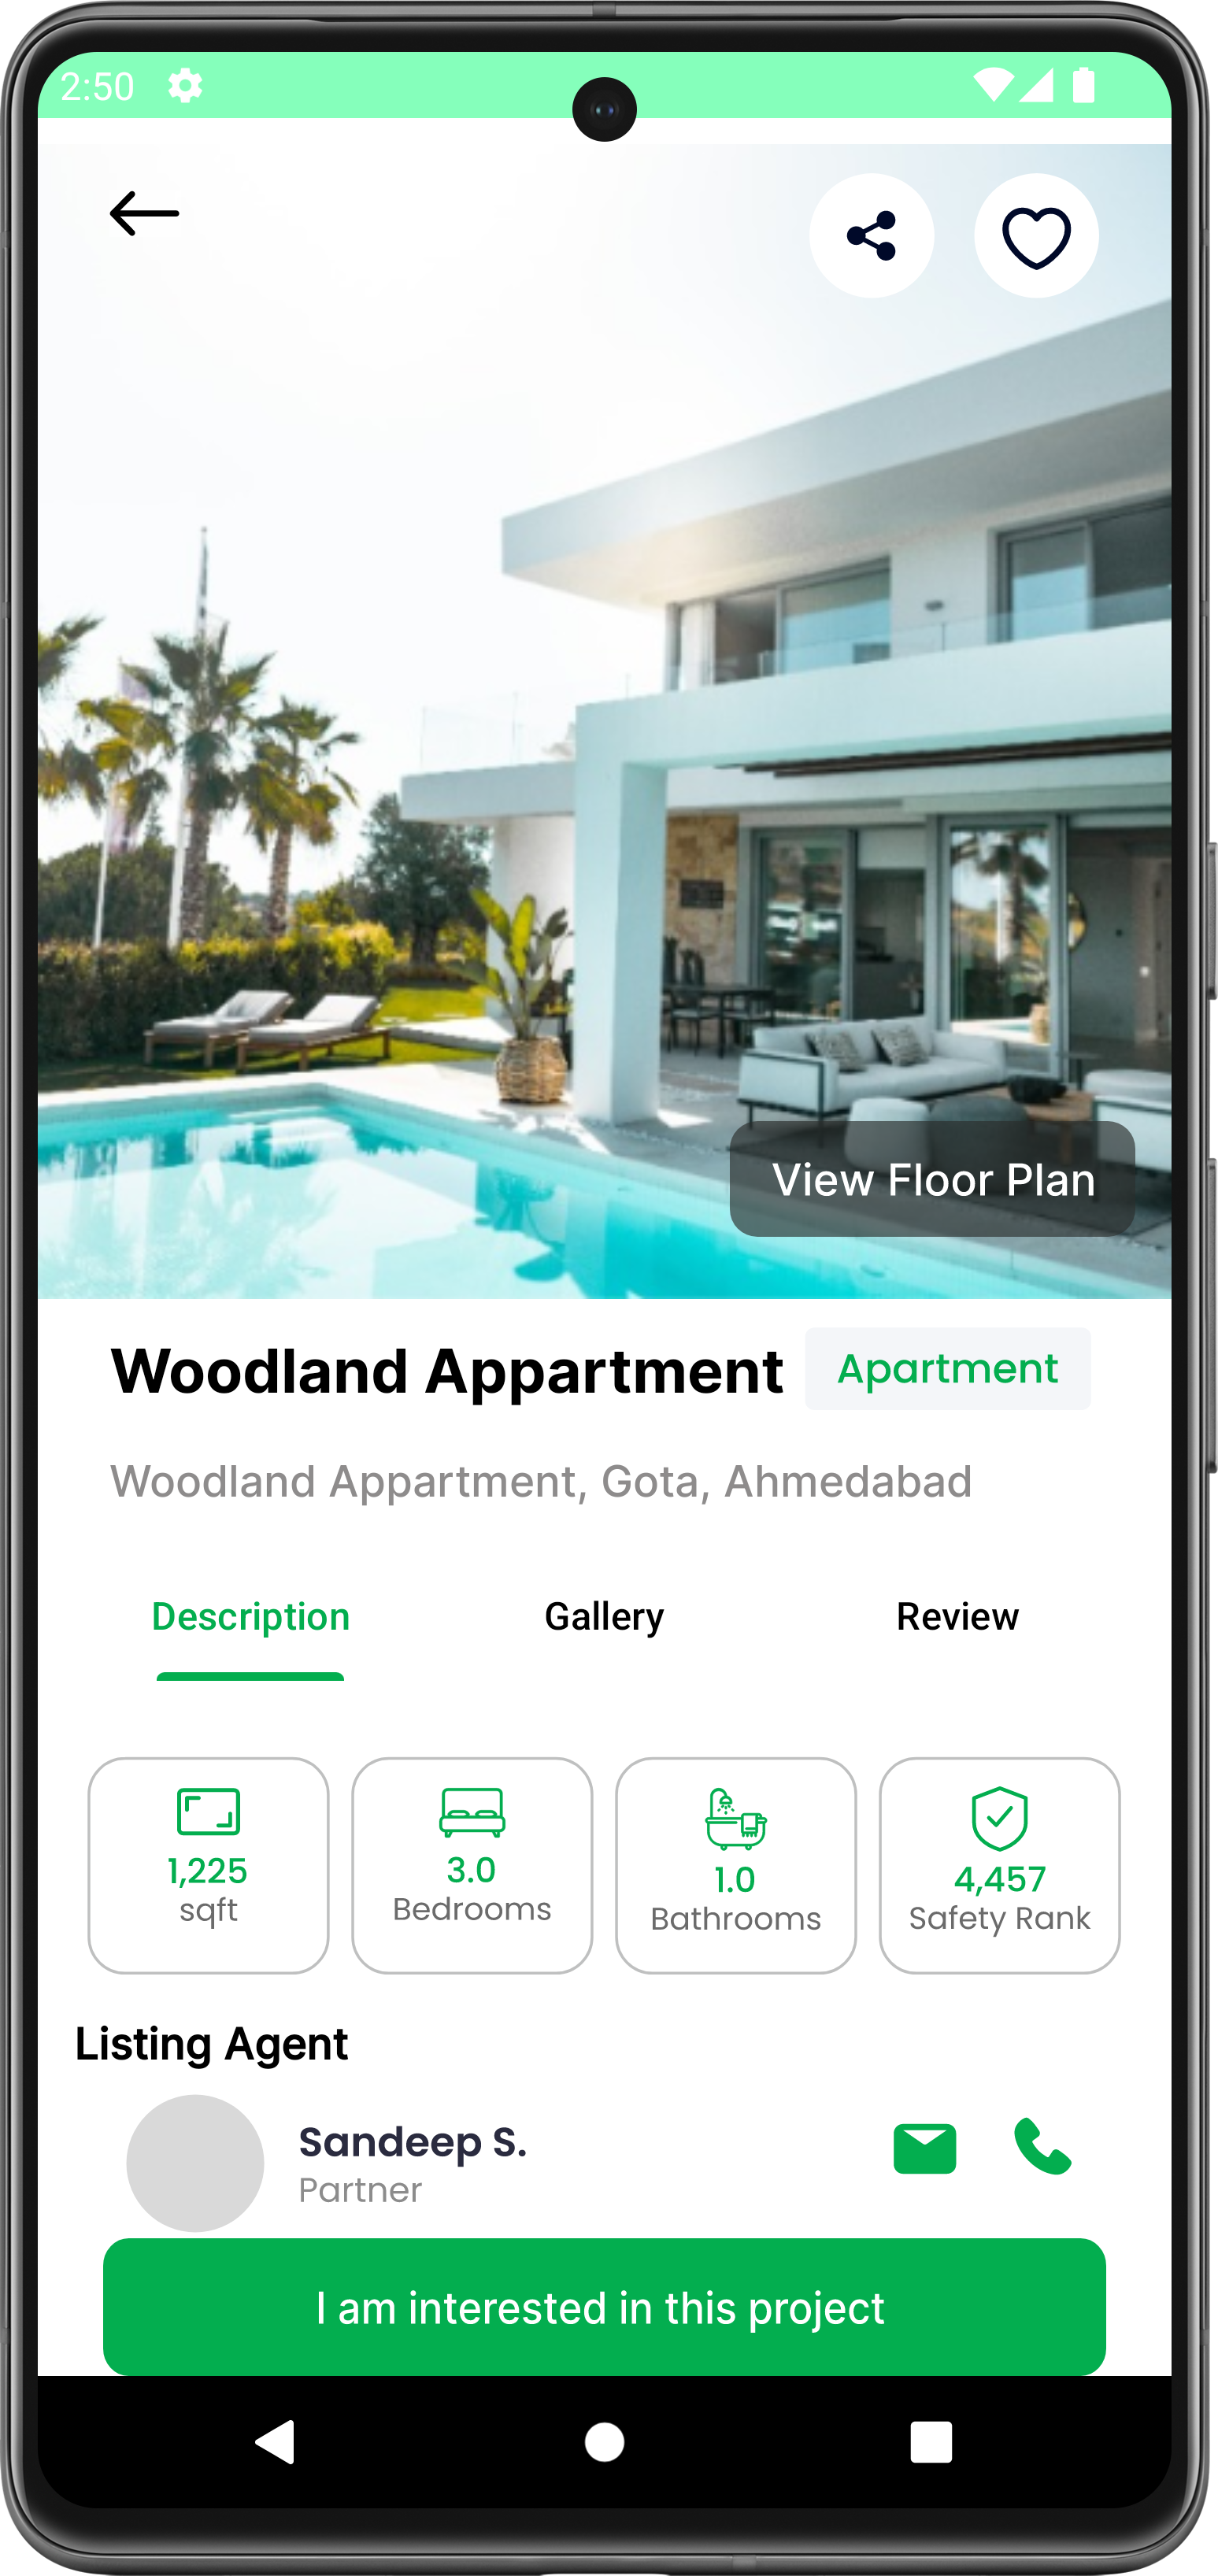 2:50
View Floor Plan
Woodland Appartment
Apartment
Woodland Appartment, Gota, Ahmedabad
Description Gallery Review
1,225 3.0 1.0 4,457
sqft Bedrooms Bathrooms Safety Rank
Listing Agent
Sandeep S.
Partner
I am interested in this project